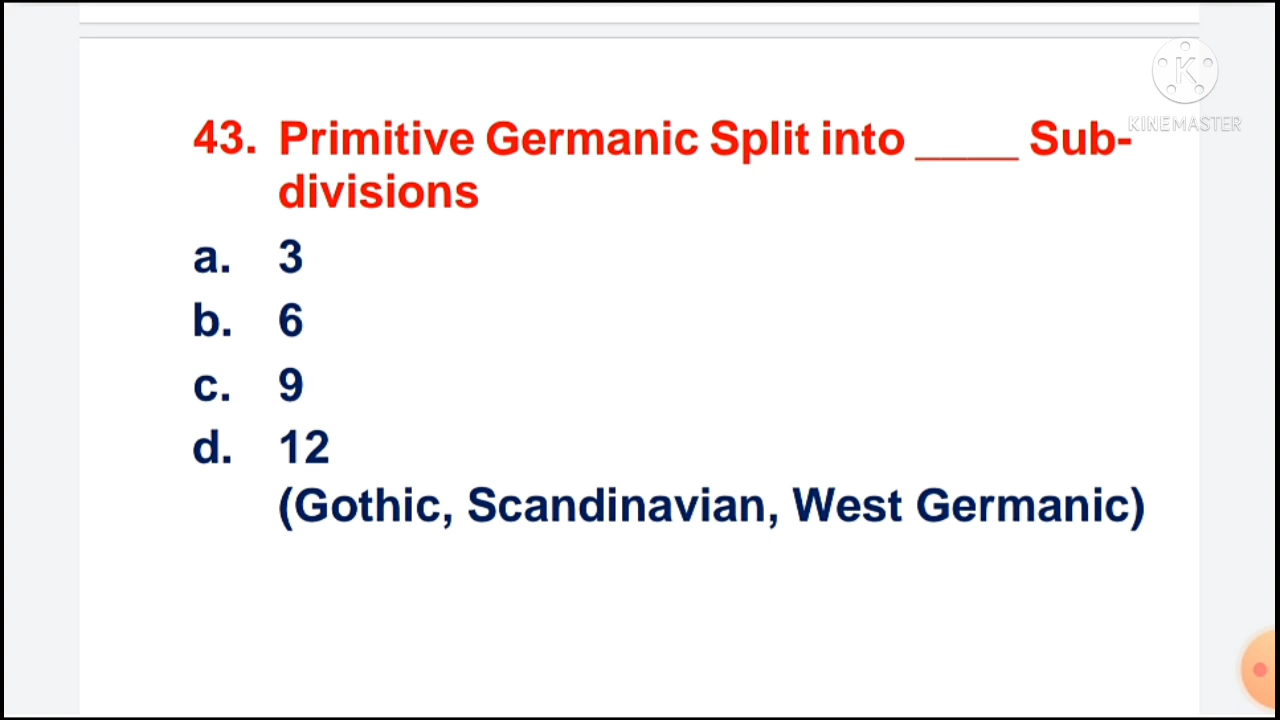 K
KINEMASTER
43. Primitive Germanic Split into ____ Sub-
divisions
a. 3
b. 6
c. 9
d. 12
(Gothic, Scandinavian, West Germanic)